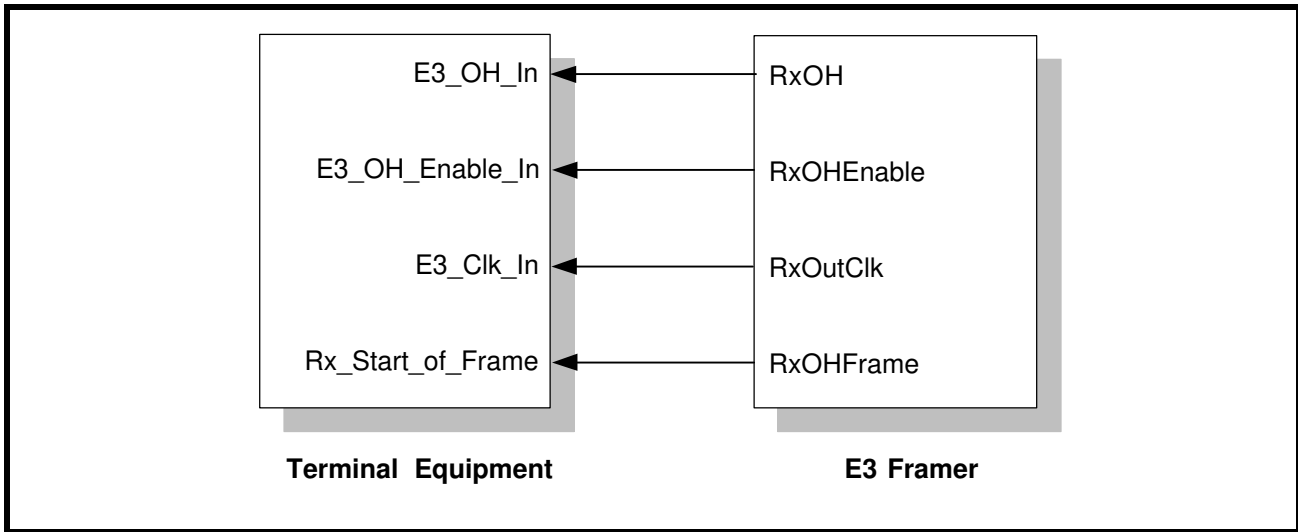 E3_OH_In
RxOH
E3_OH_Enable_In
RxOHEnable
E3_Clk_In
RxOutClk
Rx_Start_of_Frame
RxOHFrame
Terminal Equipment
E3 Framer